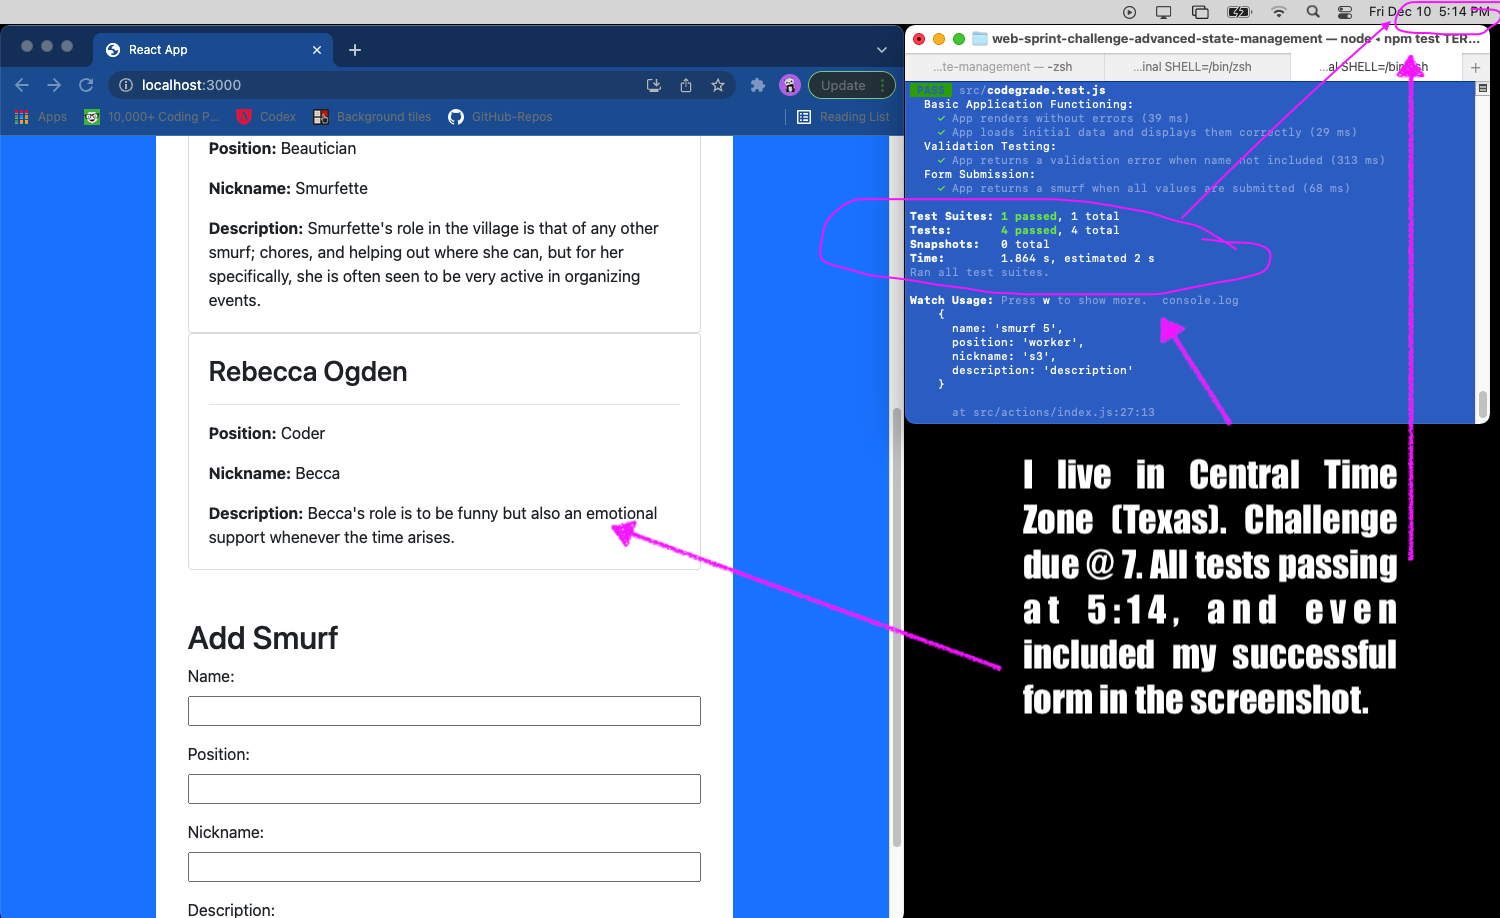 Fri Dec 10 5:14 PM
React App
localhost:3000
Update
Apps
10,000+ Coding P...
Codex
Background tiles
GitHub-Repos
Reading List
Position: Beautician
Nickname: Smurfette
Description: Smurfette's role in the village is that of any other
smurf; chores, and helping out where she can, but for her
specifically, she is often seen to be very active in organizing
events.
Rebecca Ogden
Position: Coder
Nickname: Becca
Description: Becca's role is to be funny but also an emotional
support whenever the time arises.
Add Smurf
Name:
Position:
Nickname:
Description:
web-sprint-challenge-advanced-state-management — node ◂ npm test TER...
...te-management — -zsh
...inal SHELL=/bin/zsh
...al SHELL=/bin/zsh
PASS src/codegrade.test.js
Basic Application Functioning:
✓ App renders without errors (39 ms)
✓ App loads initial data and displays them correctly (29 ms)
Validation Testing:
✓ App returns a validation error when name not included (313 ms)
Form Submission:
✓ App returns a smurf when all values are submitted (68 ms)
Test Suites: 1 passed, 1 total
Tests: 4 passed, 4 total
Snapshots: 0 total
Time: 1.864 s, estimated 2 s
Ran all test suites.
Watch Usage: Press w to show more. console.log
{
name: 'smurf 5',
position: 'worker',
nickname: 's3',
description: 'description'
}
at src/actions/index.js:27:13
I live in Central Time
Zone (Texas). Challenge
due @ 7. All tests passing
at 5:14, and even
included my successful
form in the screenshot.